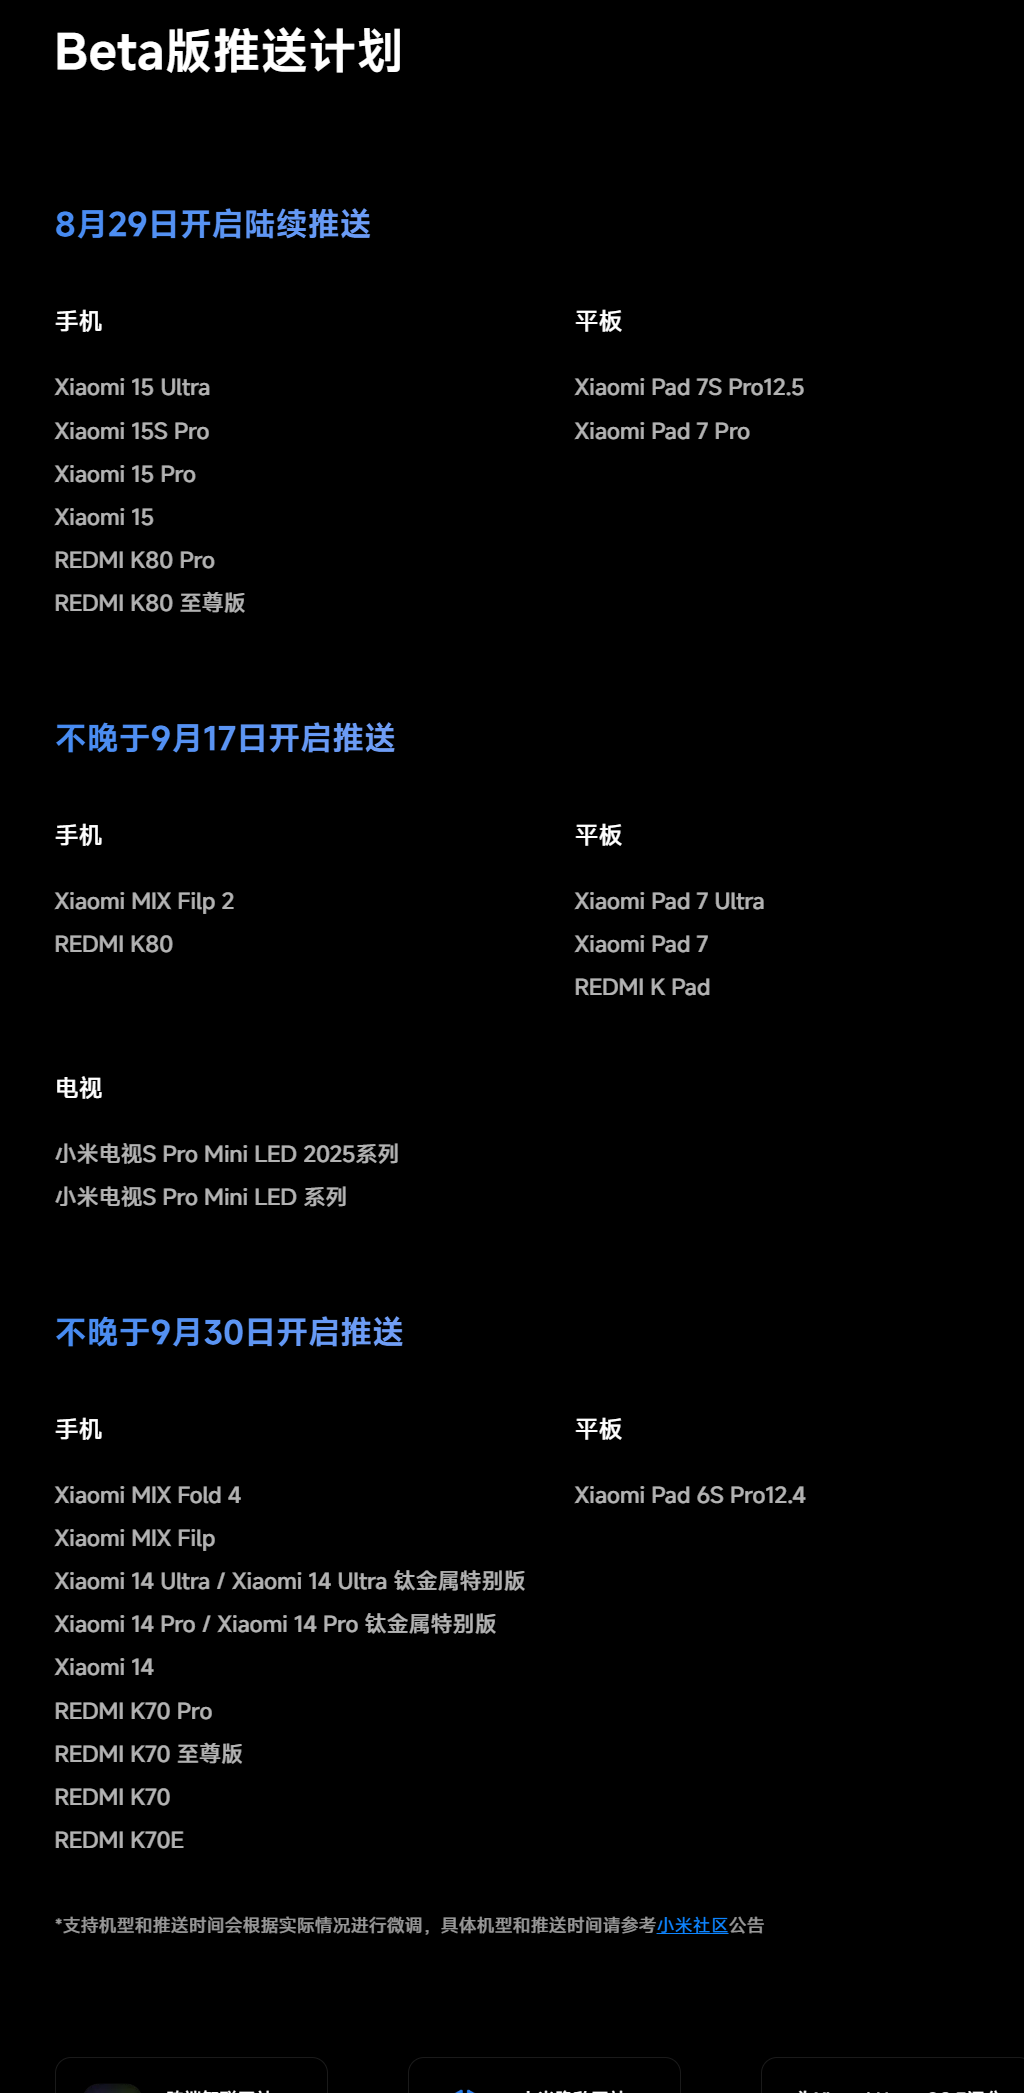 Beta版推送计划
8月29日开启陆续推送
手机
Xiaomi 15 Ultra
Xiaomi 15S Pro
Xiaomi 15 Pro
Xiaomi 15
REDMI K80 Pro
REDMI K80 至尊版
平板
Xiaomi Pad 7S Pro12.5
Xiaomi Pad 7 Pro
不晚于9月17日开启推送
手机
Xiaomi MIX Filp 2
REDMI K80
平板
Xiaomi Pad 7 Ultra
Xiaomi Pad 7
REDMI K Pad
电视
小米电视S Pro Mini LED 2025系列
小米电视S Pro Mini LED 系列
不晚于9月30日开启推送
手机
Xiaomi MIX Fold 4
Xiaomi MIX Filp
Xiaomi 14 Ultra / Xiaomi 14 Ultra 钛金属特别版
Xiaomi 14 Pro / Xiaomi 14 Pro 钛金属特别版
Xiaomi 14
REDMI K70 Pro
REDMI K70 至尊版
REDMI K70
REDMI K70E
平板
Xiaomi Pad 6S Pro12.4
*支持机型和推送时间会根据实际情况进行微调，具体机型和推送时间请参考小米社区公告